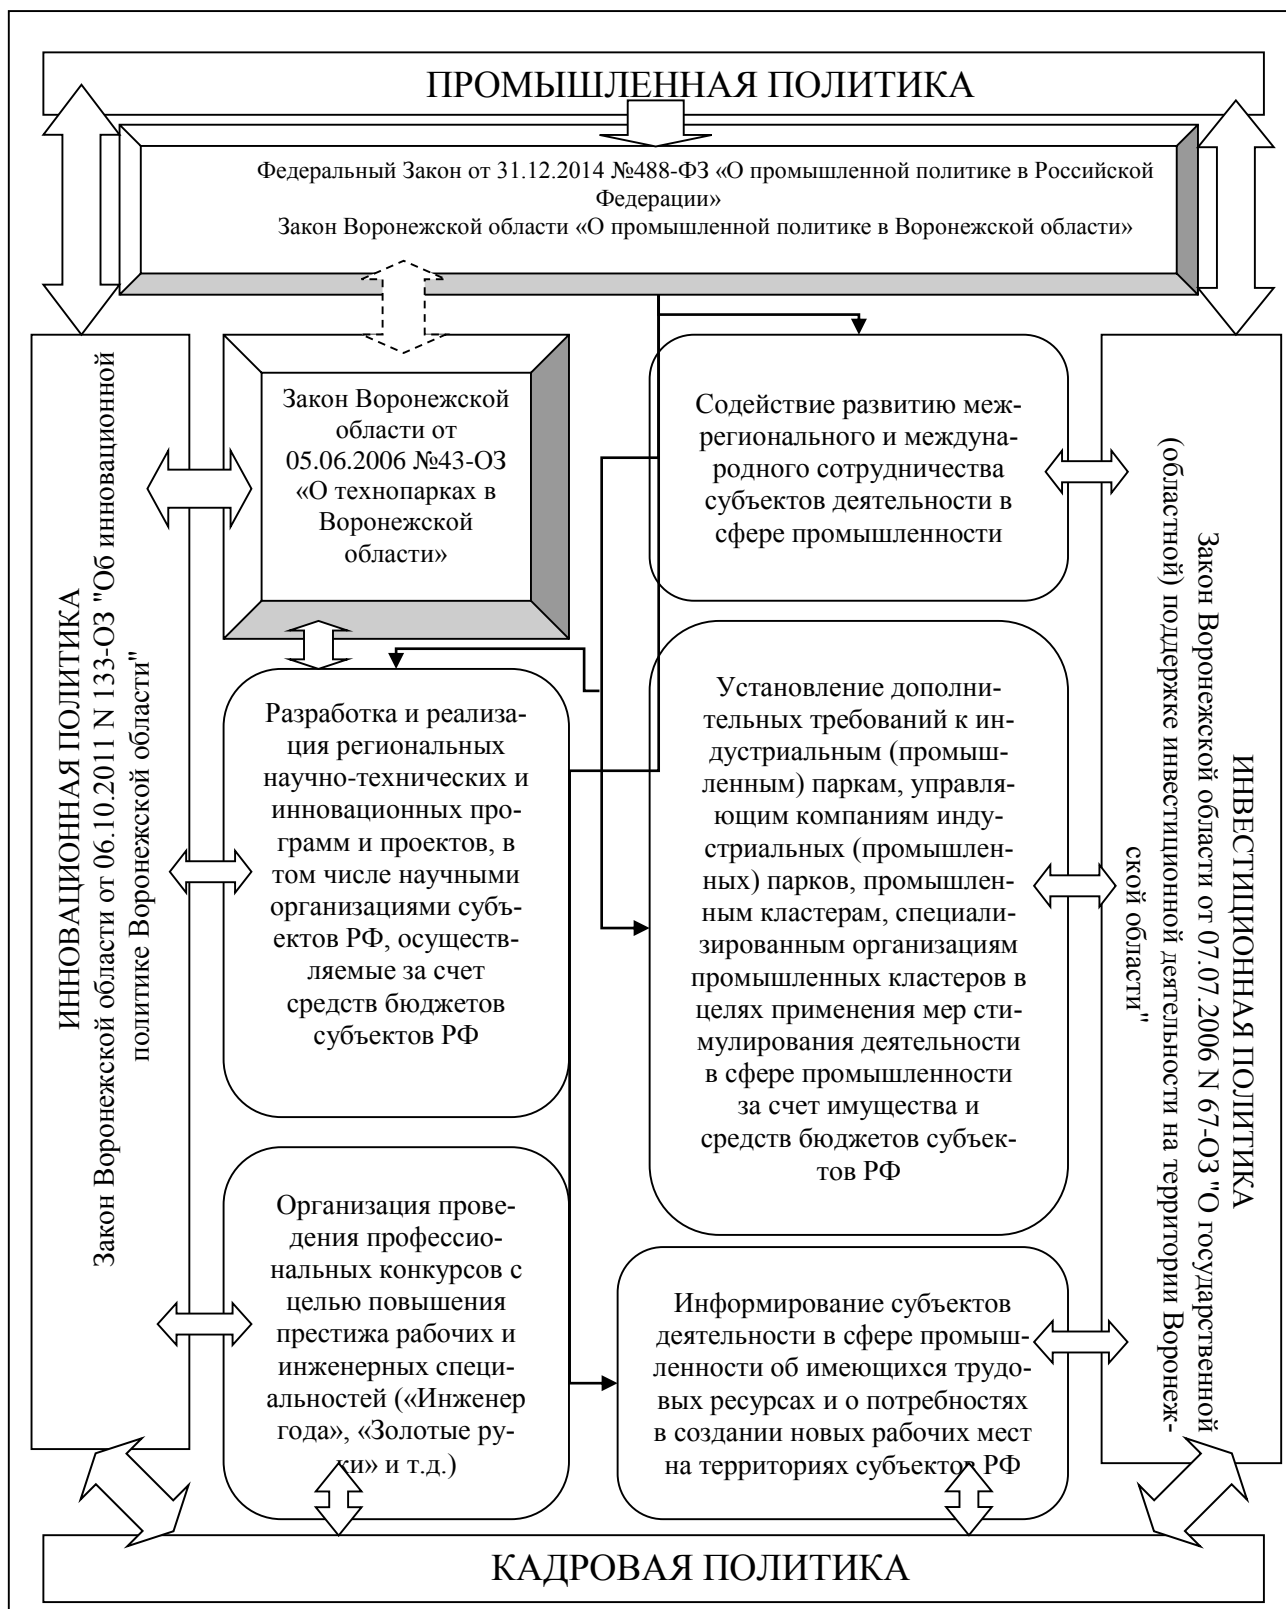 ПРОМЫШЛЕННАЯ ПОЛИТИКА
Федеральный Закон от 31.12.2014 №488-ФЗ «О промышленной политике в Российской
Федерации»
Закон Воронежской области «О промышленной политике в Воронежской области»
ИННОВАЦИОННАЯ ПОЛИТИКА
Закон Воронежской области от 06.10.2011 N 133-ОЗ "Об инновационной
политике Воронежской области"
Закон Воронежской
области от
05.06.2006 №43-ОЗ
«О технопарках в
Воронежской
области»
Содействие развитию меж-
регионального и междуна-
родного сотрудничества
субъектов деятельности в
сфере промышленности
Разработка и реализа-
ция региональных
научно-технических и
инновационных про-
грамм и проектов, в
том числе научными
организациями субъ-
ектов РФ, осуществ-
ляемые за счет
средств бюджетов
субъектов РФ
Установление дополни-
тельных требований к ин-
дустриальным (промыш-
ленным) паркам, управля-
ющим компаниям инду-
стриальных (промышлен-
ных) парков, промышлен-
ным кластерам, специали-
зированным организациям
промышленных кластеров в
целях применения мер сти-
мулирования деятельности
в сфере промышленности
за счет имущества и
средств бюджетов субъек-
тов РФ
Организация прове-
дения профессио-
нальных конкурсов с
целью повышения
престижа рабочих и
инженерных специ-
альностей («Инженер
года», «Золотые ру-
ки» и т.д.)
Информирование субъектов
деятельности в сфере промыш-
ленности об имеющихся трудо-
вых ресурсах и о потребностях
в создании новых рабочих мест
на территориях субъектов РФ
ИНВЕСТИЦИОННАЯ ПОЛИТИКА
Закон Воронежской области от 07.07.2006 N 67-ОЗ "О государственной
(областной) поддержке инвестиционной деятельности на территории Воронеж-
ской области"
КАДРОВАЯ ПОЛИТИКА